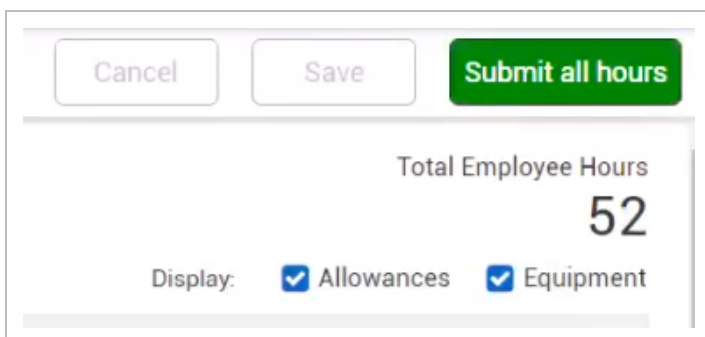 Cancel Save Submit all hours
Total Employee Hours
52
Display: Allowances Equipment